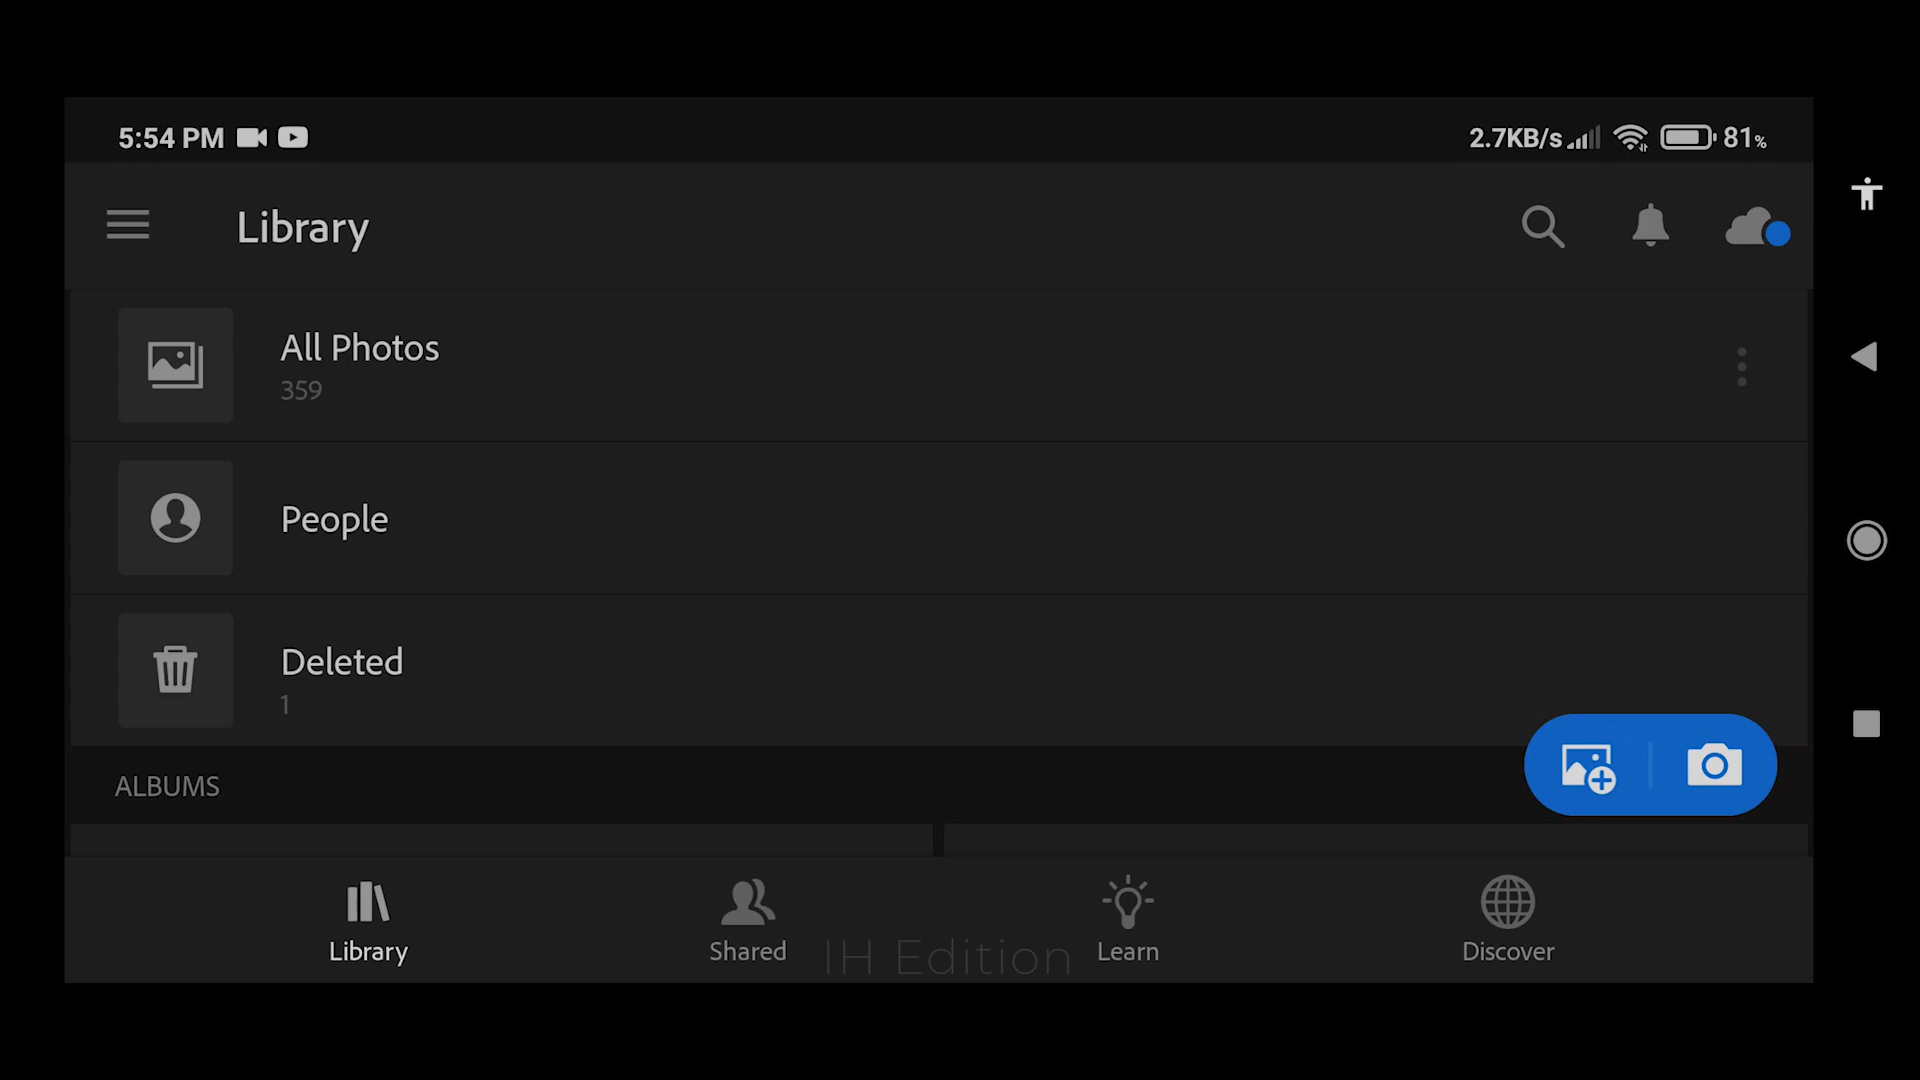 5:54 PM 2.7KB/s 81%
Library
All Photos
359
People
Deleted
1
ALBUMS
Library Shared Learn Discover
IH Edition